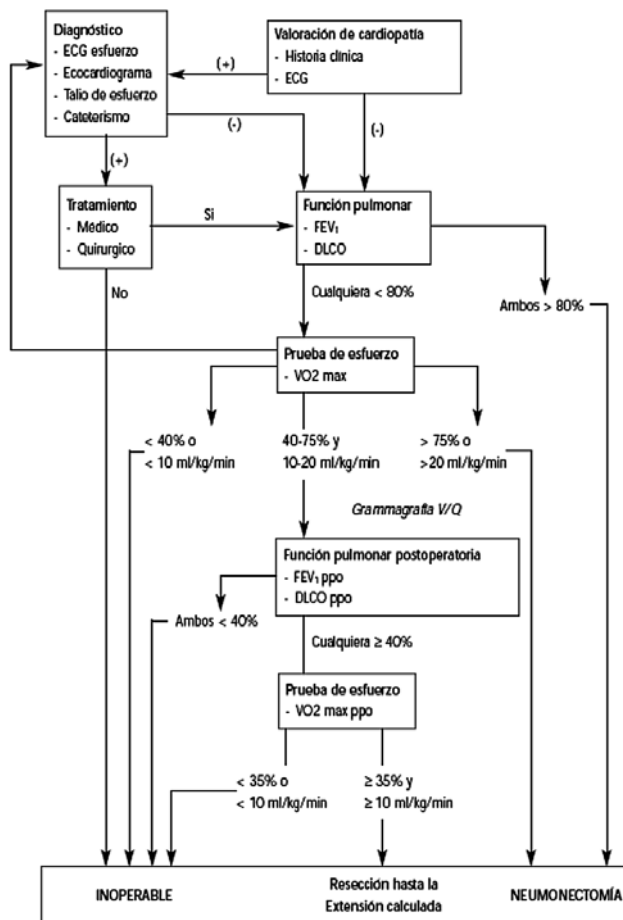 Diagnóstico
- ECG esfuerzo
- Ecocardiograma
- Talio de esfuerzo
- Cateterismo
Valoración de cardiopatía
- Historia clínica
- ECG
(+)
(-)
(-)
(+)
Tratamiento
- Médico
- Quirurgico
Si
Función pulmonar
- FEV₁
- DLCO
No
Cualquiera < 80%
Ambos > 80%
Prueba de esfuerzo
- VO2 max
< 40% o
< 10 ml/kg/min
40-75% y
10-20 ml/kg/min
> 75% o
>20 ml/kg/min
Grammagrafía V/Q
Función pulmonar postoperatoria
- FEV₁ ppo
- DLCO ppo
Ambos < 40%
Cualquiera ≥ 40%
Prueba de esfuerzo
- VO2 max ppo
< 35% o
< 10 ml/kg/min
≥ 35% y
≥ 10 ml/kg/min
INOPERABLE
Resección hasta la
Extensión calculada
NEUMONECTOMÍA